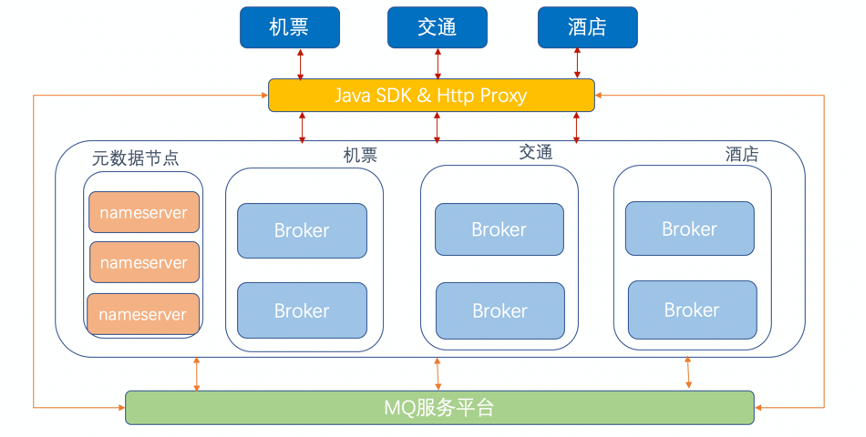 机票
交通
酒店
Java SDK & Http Proxy
元数据节点
机票
交通
酒店
nameserver
nameserver
nameserver
Broker
Broker
Broker
Broker
Broker
Broker
MQ服务平台